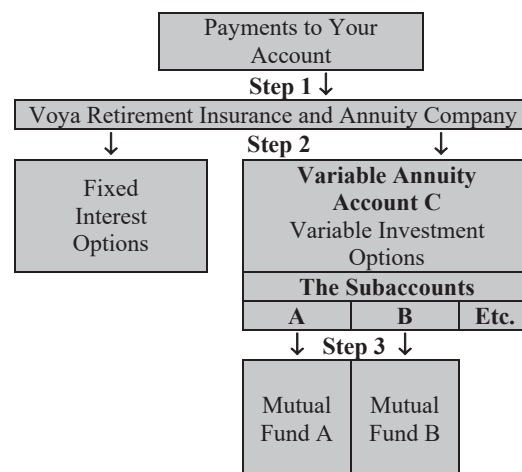 Payments to Your
Account
Step 1 ↓
Voya Retirement Insurance and Annuity Company
↓ Step 2 ↓
Fixed
Interest
Options
Variable Annuity
Account C
Variable Investment
Options
The Subaccounts
A B Etc.
↓ Step 3 ↓
Mutual
Fund A
Mutual
Fund B